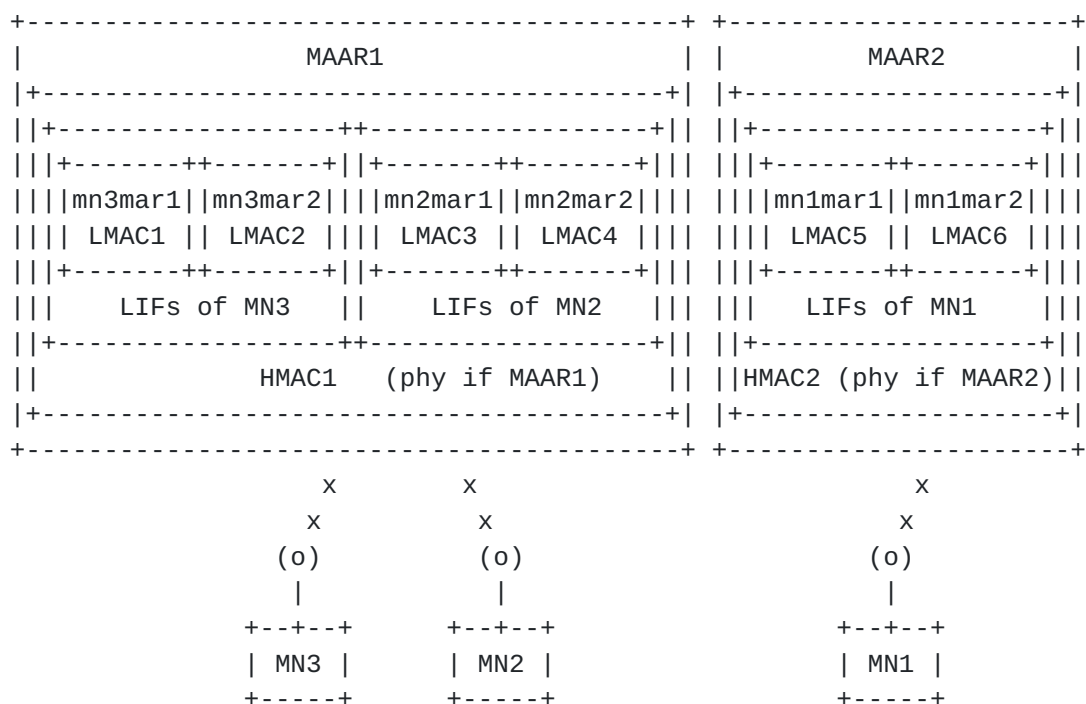 +------------------------------------------+ +----------------------+
|                  MAAR1                   | |         MAAR2        |
|+----------------------------------------+| |+--------------------+|
||+------------------++------------------+|| ||+------------------+||
|||+-------++-------+||+-------++-------+||| |||+-------++-------+|||
||||mn3mar1||mn3mar2||||mn2mar1||mn2mar2|||| ||||mn1mar1||mn1mar2||||
|||| LMAC1 || LMAC2 |||| LMAC3 || LMAC4 |||| |||| LMAC5 || LMAC6 ||||
|||+-------++-------+||+-------++-------+||| |||+-------++-------+|||
|||    LIFs of MN3   ||    LIFs of MN2   ||| |||    LIFs of MN1   |||
||+------------------++------------------+|| ||+------------------+||
||              HMAC1   (phy if MAAR1)    || ||HMAC2 (phy if MAAR2)||
|+----------------------------------------+| |+--------------------+|
+------------------------------------------+ +----------------------+
                    x        x                            x
                   x          x                          x
                 (o)          (o)                      (o)
                  |            |                        |
               +--+--+      +--+--+                  +--+--+
               | MN3 |      | MN2 |                  | MN1 |
               +-----+      +-----+                  +-----+